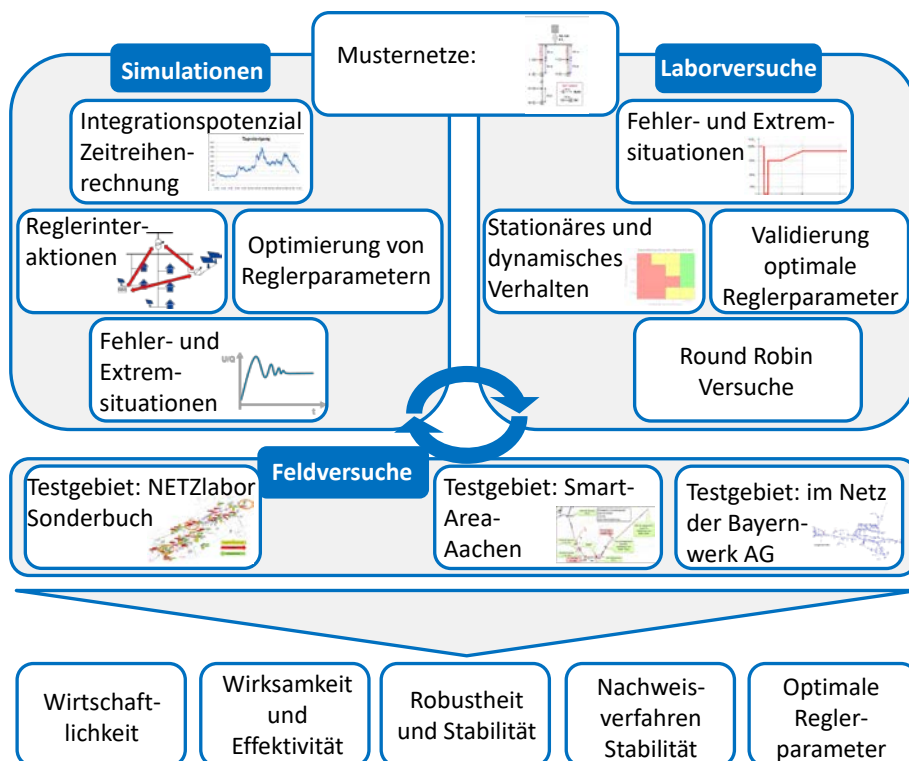 Musternetze:
Simulationen
Integrationspotenzial
Zeitreihen-
rechnung
Reglerinter-
aktionen
Optimierung von
Reglerparametern
Fehler- und
Extrem-
situationen
t
Laborversuche
Fehler- und Extrem-
situationen
Stationäres und
dynamisches
Verhalten
Validierung
optimale
Reglerparameter
Round Robin
Versuche
Feldversuche
Testgebiet: NETZlabor
Sonderbuch
Testgebiet: Smart-
Area-
Aachen
Testgebiet: im Netz
der Bayern-
werk AG
Wirtschaft-
lichkeit
Wirksamkeit
und
Effektivität
Robustheit
und Stabilität
Nachweis-
verfahren
Stabilität
Optimale
Regler-
parameter